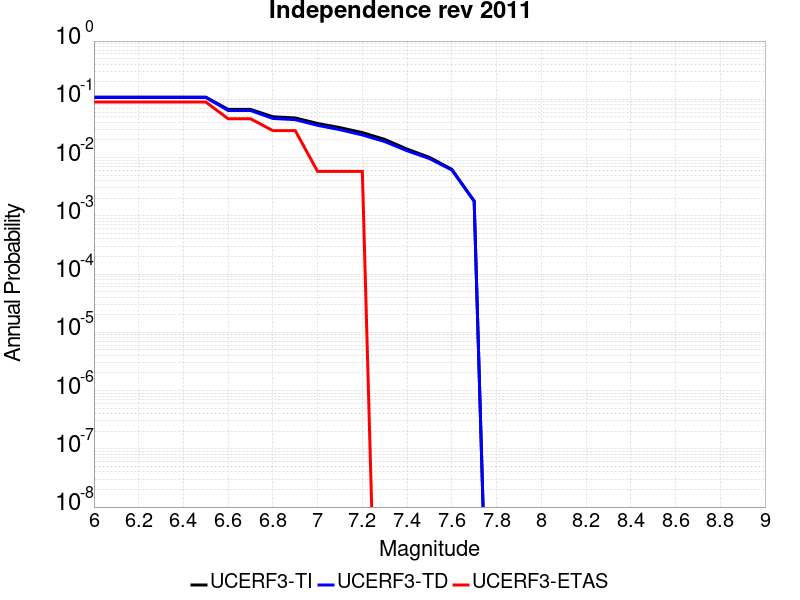 Independence rev 2011
Annual Probability
10^0
10^-1
10^-2
10^-3
10^-4
10^-5
10^-6
10^-7
10^-8
6 6.2 6.4 6.6 6.8 7 7.2 7.4 7.6 7.8 8 8.2 8.4 8.6 8.8 9
Magnitude
UCERF3-TI UCERF3-TD UCERF3-ETAS